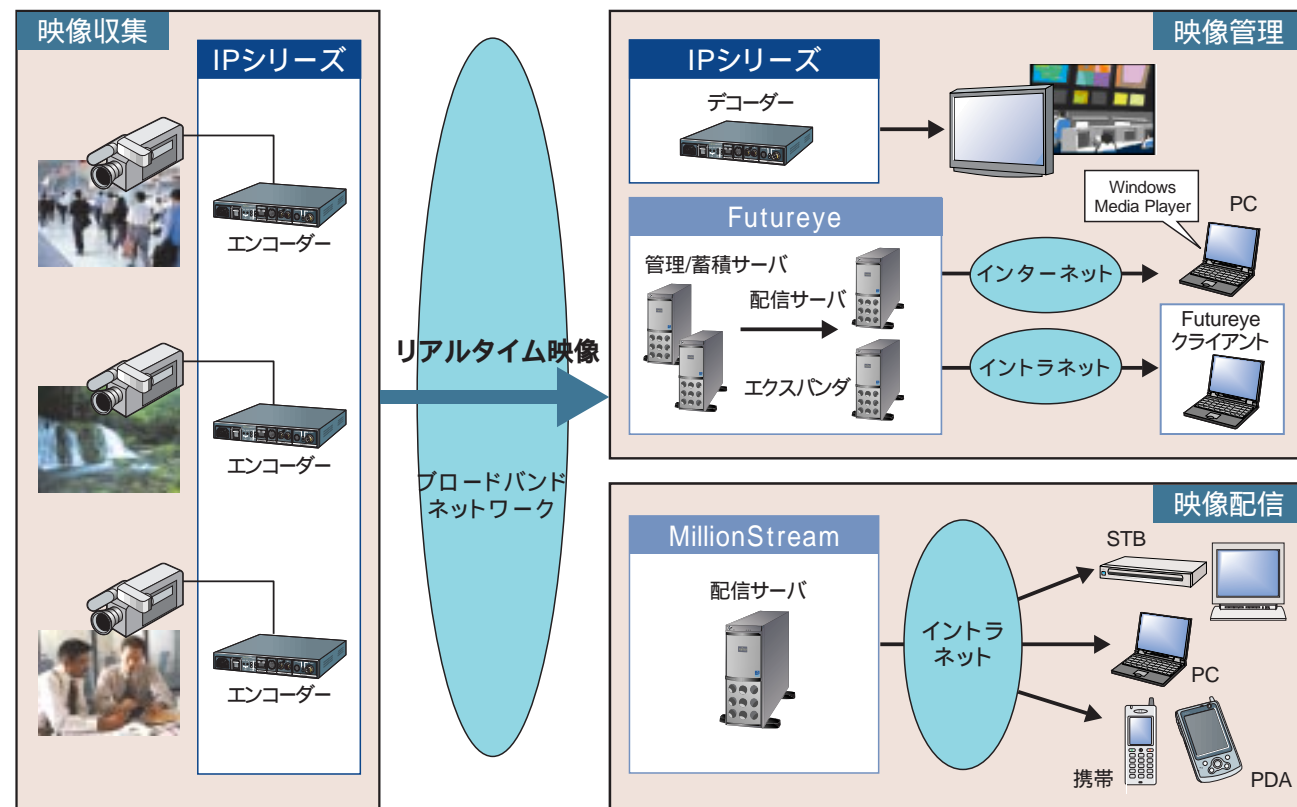 映像収集
IPシリーズ
エンコーダー
エンコーダー
エンコーダー
リアルタイム映像
ブロードバンド
ネットワーク
映像管理
IPシリーズ
デコーダー
Futureye
管理/蓄積サーバ
配信サーバ
エクスパンダ
インターネット
イントラネット
Windows
Media Player
PC
Futureye
クライアント
映像配信
MillionStream
配信サーバ
イントラ
ネット
STB
PC
携帯
PDA